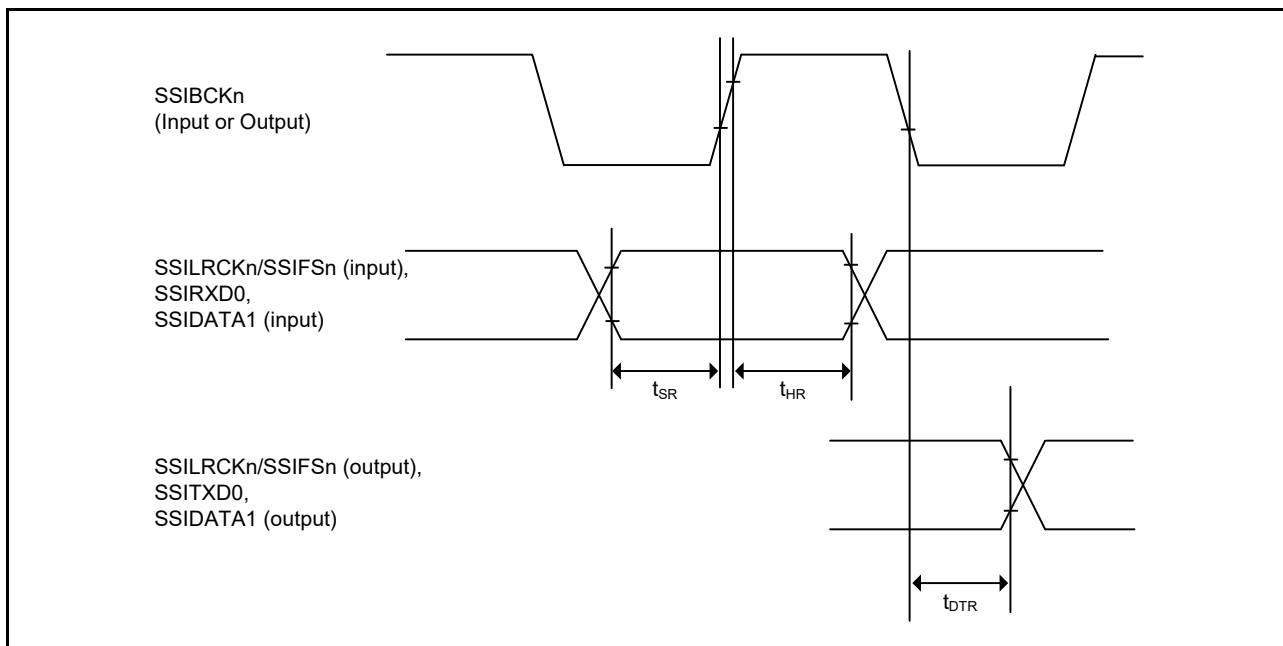 SSIBCKn
(Input or Output)
SSILRCKn/SSIFSn (input),
SSIRXD0,
SSIDATA1 (input)
tSR
tHR
SSILRCKn/SSIFSn (output),
SSITXD0,
SSIDATA1 (output)
tDTR